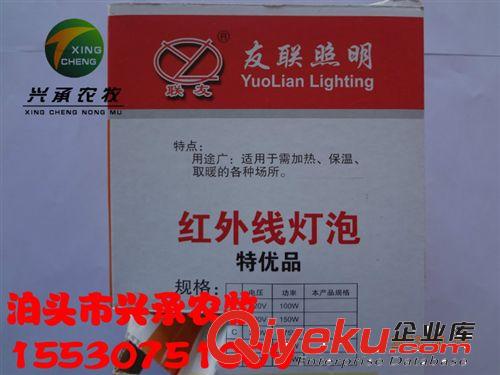 XING
CHENG
兴承农牧
XING CHENG NONG MU
®
联友
友联照明
YuoLian Lighting
特点:
用途广:适用于需加热、保温、
取暖的各种场所。
红外线灯泡
特优品
规格:
电压 功率 本产品规格
100W
150W
C
泊头市兴承农牧
Qiyeku.com 企业库
Enterprise Database